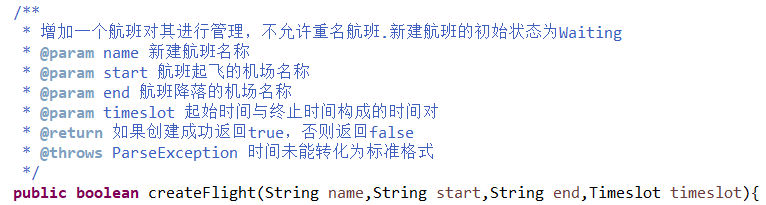 /**
* 增加一个航班对其进行管理，不允许重名航班.新建航班的初始状态为Waiting
* @param name 新建航班名称
* @param start 航班起飞的机场名称
* @param end 航班降落的机场名称
* @param timeslot 起始时间与终止时间构成的时间对
* @return 如果创建成功返回true，否则返回false
* @throws ParseException 时间未能转化为标准格式
*/
public boolean createFlight(String name,String start,String end,Timeslot timeslot){